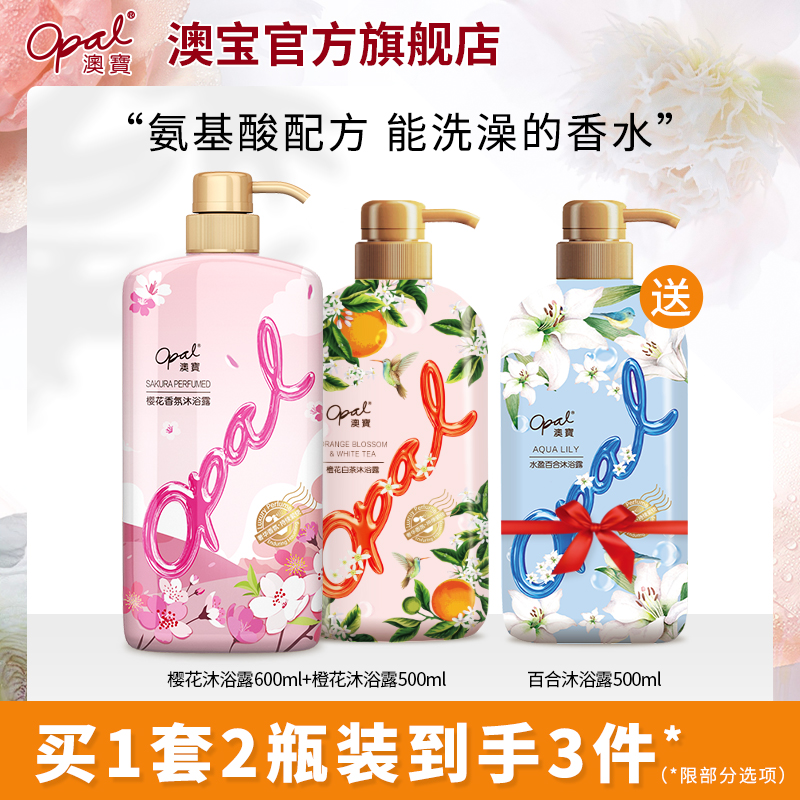 Opal®
澳寶
澳宝官方旗舰店
“氨基酸配方 能洗澡的香水”
送
Opal®
澳寶
SAKURA PERFUMED
樱花香氛沐浴露
Opal
Opal®
澳寶
ORANGE BLOSSOM
& WHITE TEA
橙花白茶沐浴露
Opal
Opal®
澳寶
AQUA LILY
水盈百合沐浴露
Opal
樱花沐浴露600ml+橙花沐浴露500ml
百合沐浴露500ml
买1套2瓶装到手3件*
(*限部分选项)